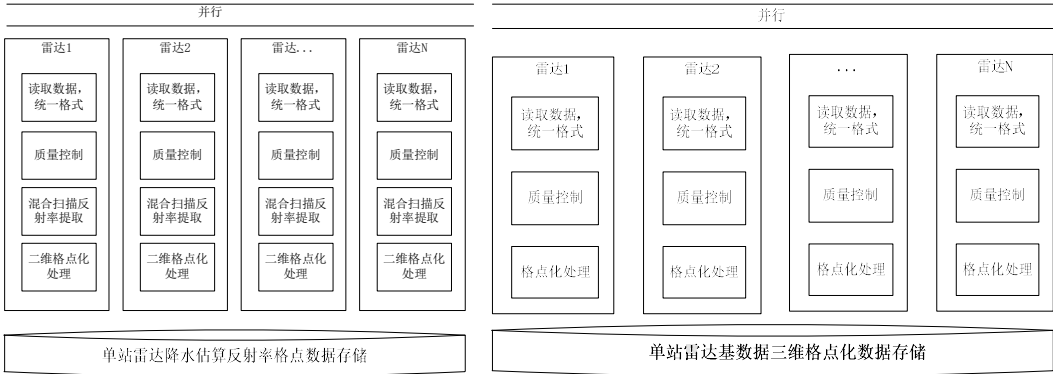 并行
雷达1
读取数据，
统一格式
质量控制
混合扫描反
射率提取
二维格点化
处理
雷达2
读取数据，
统一格式
质量控制
混合扫描反
射率提取
二维格点化
处理
雷达...
读取数据，
统一格式
质量控制
混合扫描反
射率提取
二维格点化
处理
雷达N
读取数据，
统一格式
质量控制
混合扫描反
射率提取
二维格点化
处理
单站雷达降水估算反射率格点数据存储
并行
雷达1
读取数据，
统一格式
质量控制
格点化处理
雷达2
读取数据，
统一格式
质量控制
格点化处理
...
读取数据，
统一格式
质量控制
格点化处理
雷达N
读取数据，
统一格式
质量控制
格点化处理
单站雷达基数据三维格点化数据存储